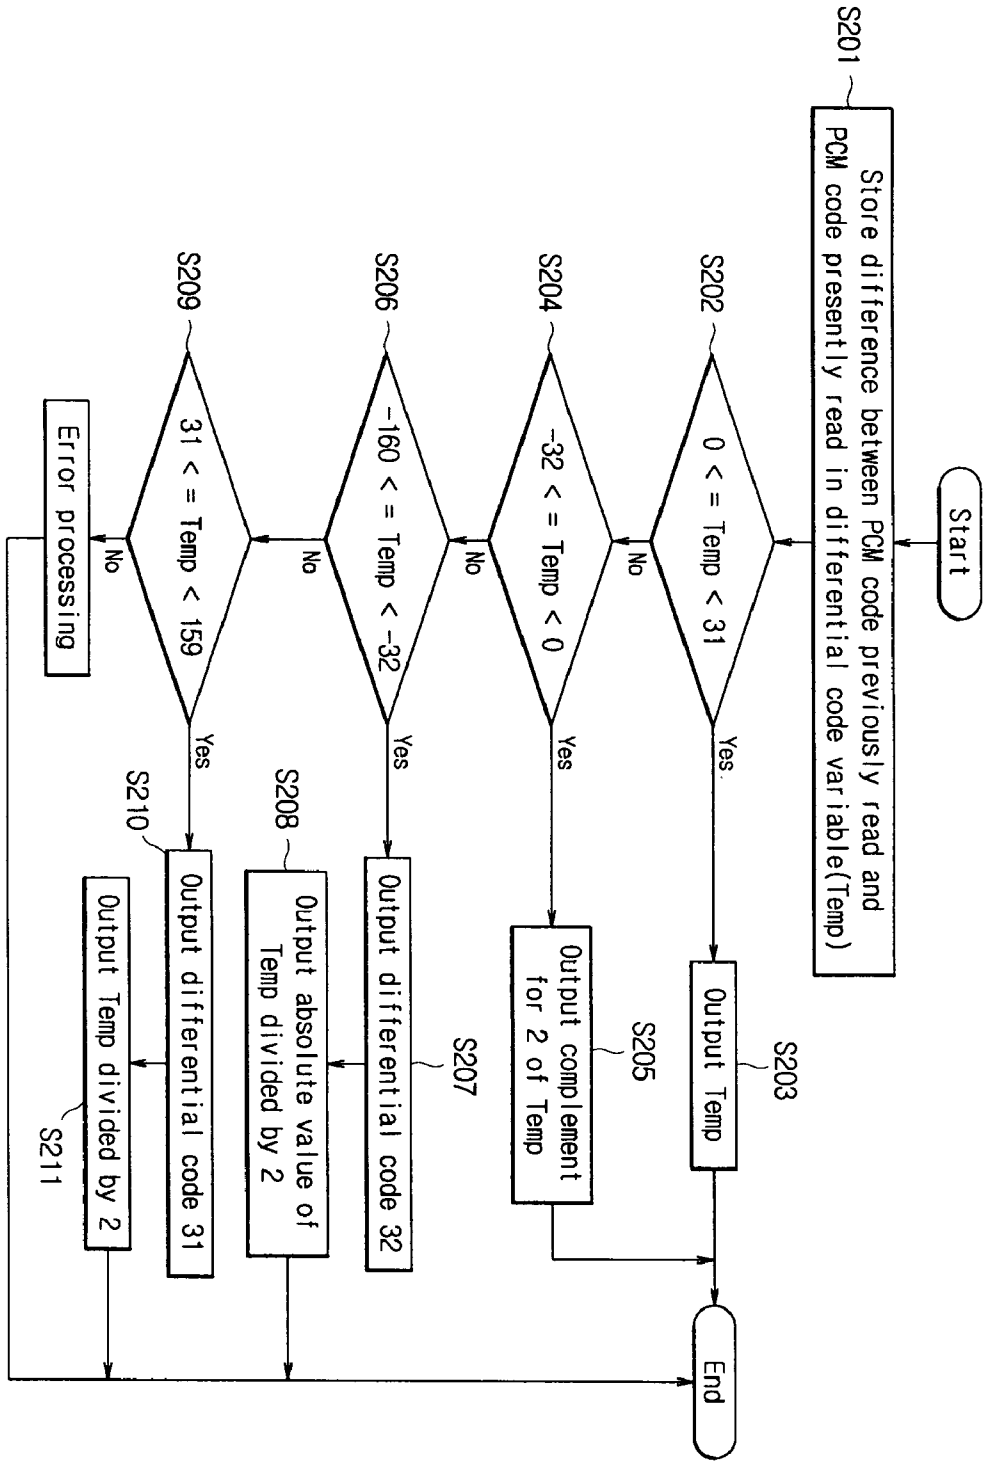 Start
S201
Store difference between PCM code previously read and
PCM code presently read in differential code variable(Temp)
S202
0 < = Temp < 31
Yes
No
Output Temp
S203
S204
-32 < = Temp < 0
Yes
No
Output complement
for 2 of Temp
S205
S206
-160 < = Temp < -32
Yes
No
Output differential code 32
S207
S208
Output absolute value of
Temp divided by 2
S209
31 < = Temp < 159
Yes
No
S210
Output differential code 31
Output Temp divided by 2
S211
Error processing
End